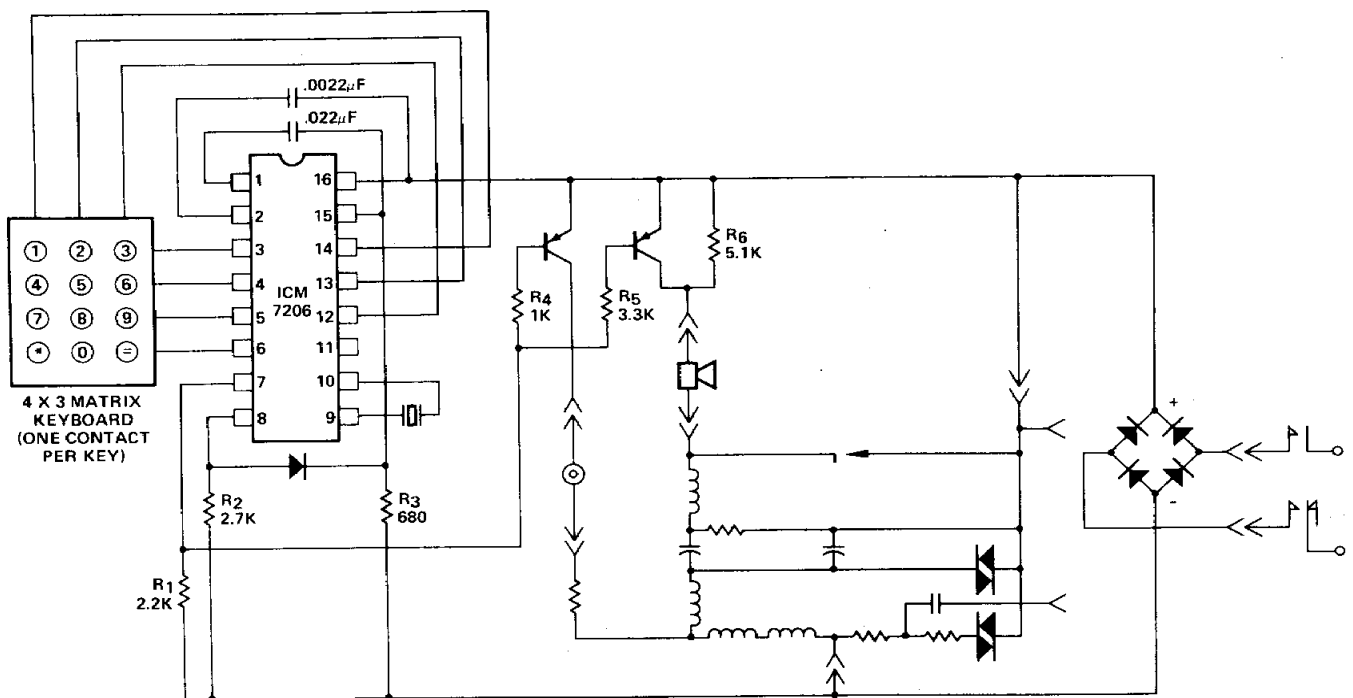 .0022µF
.022µF
1 16
2 15
3 14
4 13
5 12
6 11
7 10
8 9
ICM
7206
1 2 3
4 5 6
7 8 9
* 0 =
4 X 3 MATRIX
KEYBOARD
(ONE CONTACT
PER KEY)
R4
1K
R5
3.3K
R6
5.1K
R2
2.7K
R3
680
R1
2.2K
+
-